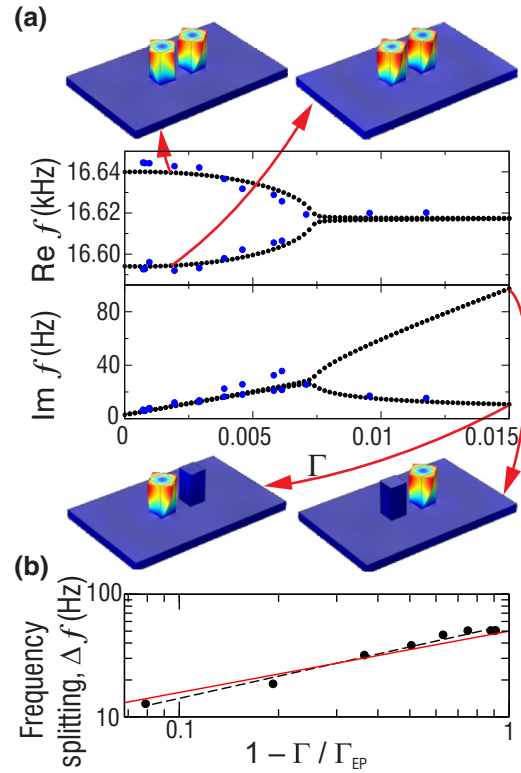 (a)
Re f (kHz)
16.64
16.62
16.60
Im f (Hz)
80
40
0
0
0.005
0.01
0.015
Γ
(b)
Frequency
splitting, Δf (Hz)
100
10
0.1
1
1 – Γ / Γ_EP